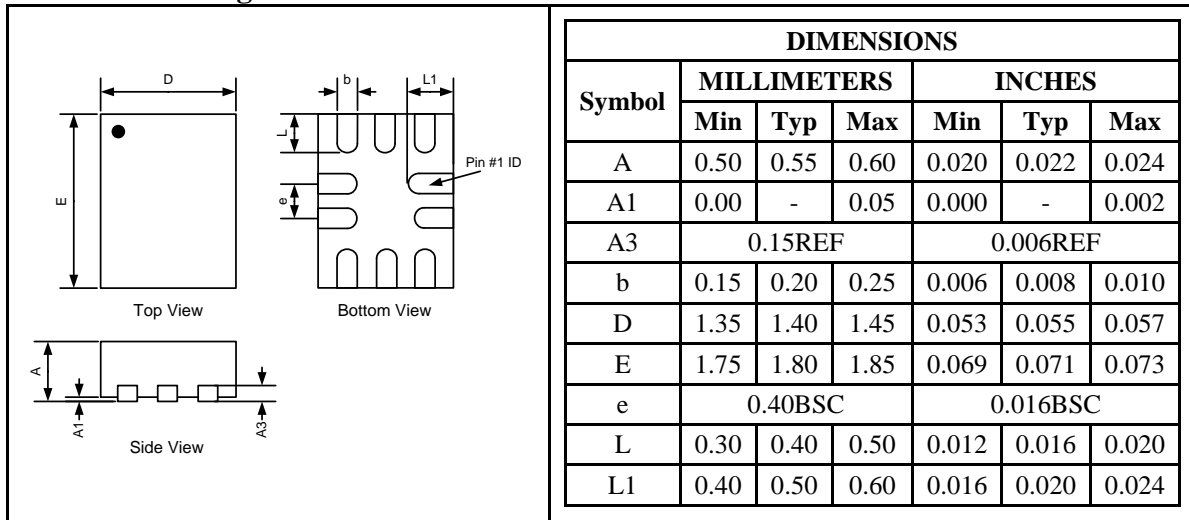 D
E
Top View
b
L1
L
e
Pin #1 ID
Bottom View
A
A1
A3
Side View
DIMENSIONS
Symbol MILLIMETERS INCHES
Min Typ Max Min Typ Max
A 0.50 0.55 0.60 0.020 0.022 0.024
A1 0.00 - 0.05 0.000 - 0.002
A3 0.15REF 0.006REF
b 0.15 0.20 0.25 0.006 0.008 0.010
D 1.35 1.40 1.45 0.053 0.055 0.057
E 1.75 1.80 1.85 0.069 0.071 0.073
e 0.40BSC 0.016BSC
L 0.30 0.40 0.50 0.012 0.016 0.020
L1 0.40 0.50 0.60 0.016 0.020 0.024